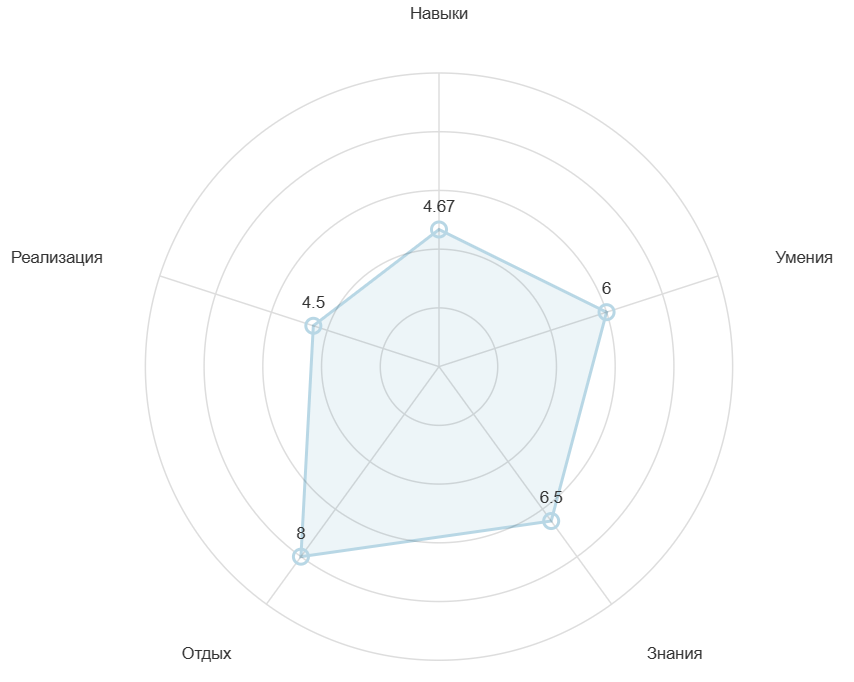 Навыки
4.67
Реализация
Умения
6
4.5
6.5
8
Отдых
Знания